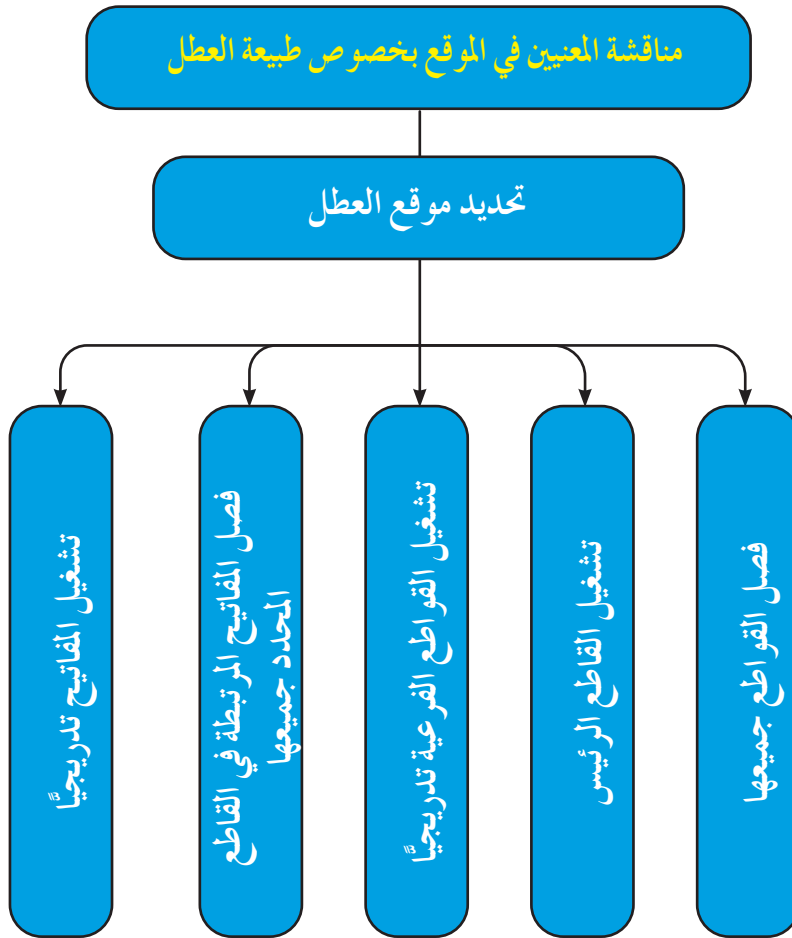 مناقشة المعنيين في الموقع بخصوص طبيعة العطل
تحديد موقع العطل
فصل القواطع جميعها
تشغيل القاطع الرئيس
تشغيل القواطع الفرعية تدريجيًّا
فصل المفاتيح المرتبطة في القاطع
المحدد جميعها
تشغيل المفاتيح تدريجيًّا